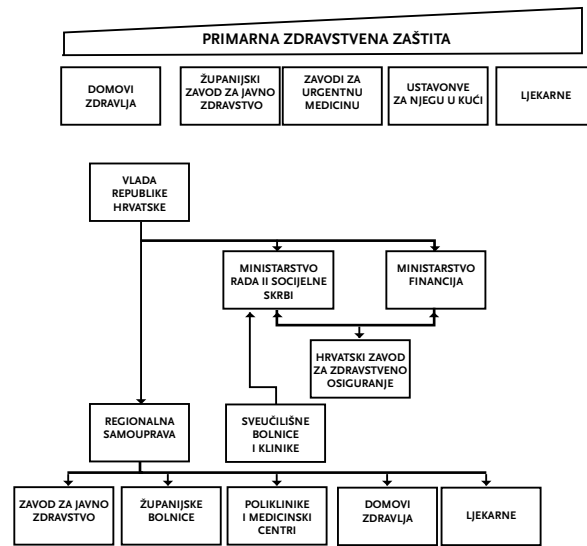 PRIMARNA ZDRAVSTVENA ZAŠTITA
DOMOVI
ZDRAVLJA
ŽUPANIJSKI
ZAVOD ZA JAVNO
ZDRAVSTVO
ZAVODI ZA
URGENTNU
MEDICINU
USTAVONVE
ZA NJEGU U KUĆI
LJEKARNE
VLADA
REPUBLIKE
HRVATSKE
MINISTARSTVO
RADA II SOCIJELNE
SKRBI
MINISTARSTVO
FINANCIJA
HRVATSKI ZAVOD
ZA ZDRAVSTVENO
OSIGURANJE
REGIONALNA
SAMOUPRAVA
SVEUČILIŠNE
BOLNICE
I KLINIKE
ZAVOD ZA JAVNO
ZDRAVSTVO
ŽUPANIJSKE
BOLNICE
POLIKLINIKE
I MEDICINSKI
CENTRI
DOMOVI
ZDRAVLJA
LJEKARNE